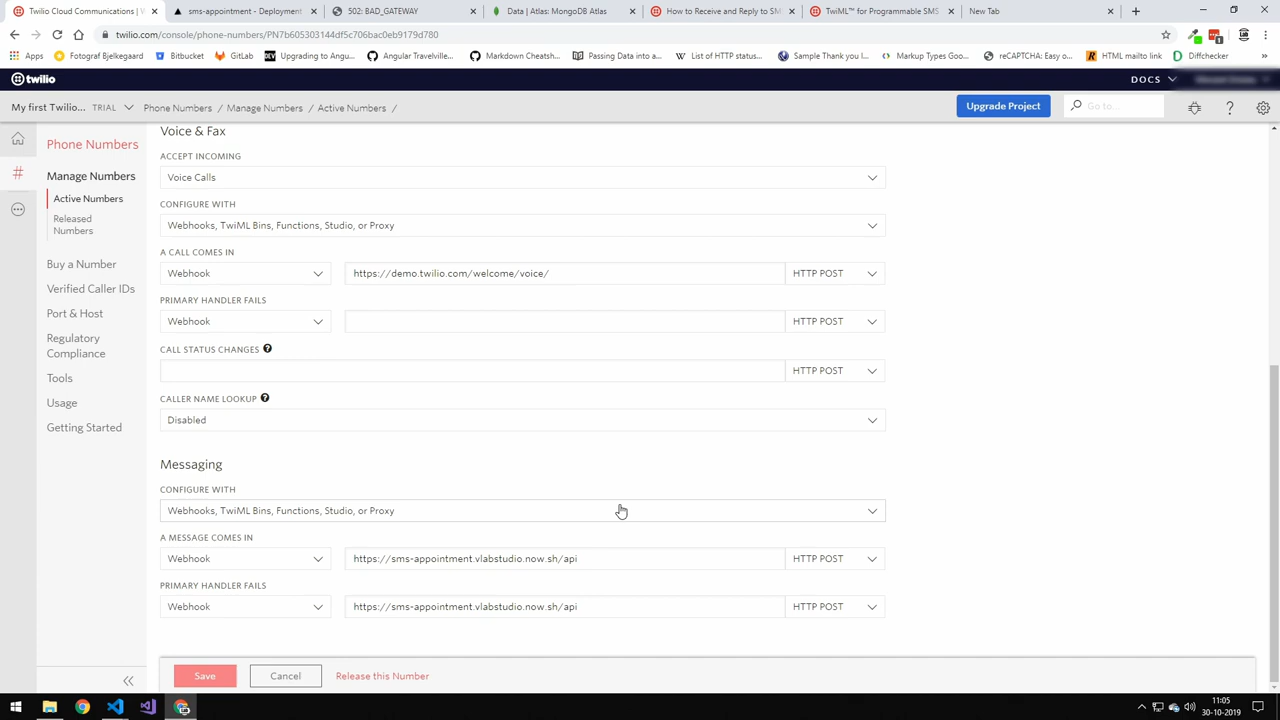 Twilio Cloud Communications | W
sms-appointment - Deployment
502: BAD_GATEWAY
Data | Atlas: MongoDB Atlas
How to Receive and Reply to SM
TwiML™ for Programmable SMS
New Tab
twilio.com/console/phone-numbers/PN7b605303144df5c706bac0eb9179d780
Apps
Fotograf Bjelkegaard
Bitbucket
GitLab
Upgrading to Angu...
Angular Travelville...
Markdown Cheatsh...
Passing Data into a...
List of HTTP status...
Sample Thank you l...
Markup Types Goo...
reCAPTCHA: Easy o...
HTML mailto link
Diffchecker
twilio
DOCS
My first Twilio... TRIAL
Phone Numbers / Manage Numbers / Active Numbers /
Upgrade Project
Go to...
Phone Numbers
Manage Numbers
Active Numbers
Released
Numbers
Buy a Number
Verified Caller IDs
Port & Host
Regulatory
Compliance
Tools
Usage
Getting Started
Voice & Fax
ACCEPT INCOMING
Voice Calls
CONFIGURE WITH
Webhooks, TwiML Bins, Functions, Studio, or Proxy
A CALL COMES IN
Webhook https://demo.twilio.com/welcome/voice/ HTTP POST
PRIMARY HANDLER FAILS
Webhook HTTP POST
CALL STATUS CHANGES ?
HTTP POST
CALLER NAME LOOKUP ?
Disabled
Messaging
CONFIGURE WITH
Webhooks, TwiML Bins, Functions, Studio, or Proxy
A MESSAGE COMES IN
Webhook https://sms-appointment.vlabstudio.now.sh/api HTTP POST
PRIMARY HANDLER FAILS
Webhook https://sms-appointment.vlabstudio.now.sh/api HTTP POST
Save Cancel Release this Number
11:05
30-10-2019